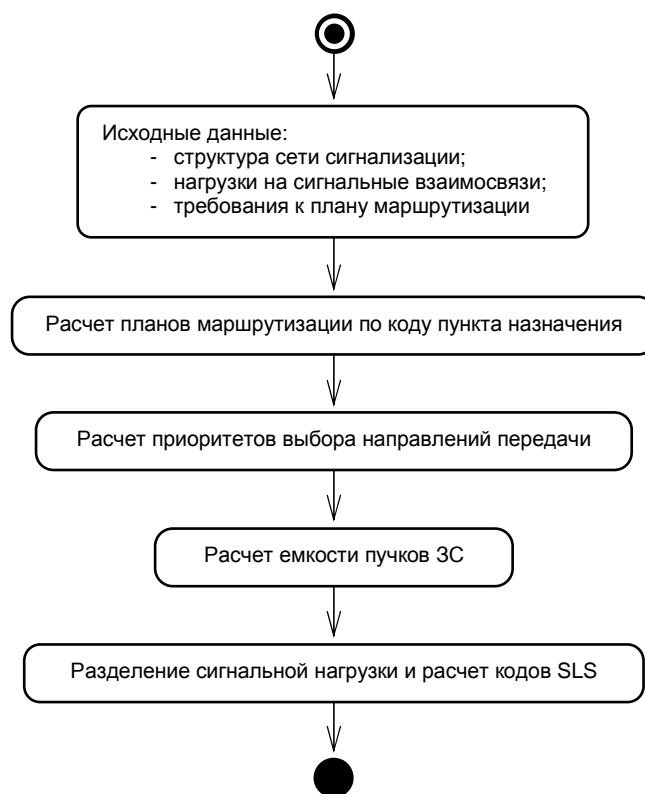 Исходные данные:
- структура сети сигнализации;
- нагрузки на сигнальные взаимосвязи;
- требования к плану маршрутизации
Расчет планов маршрутизации по коду пункта назначения
Расчет приоритетов выбора направлений передачи
Расчет емкости пучков ЗС
Разделение сигнальной нагрузки и расчет кодов SLS